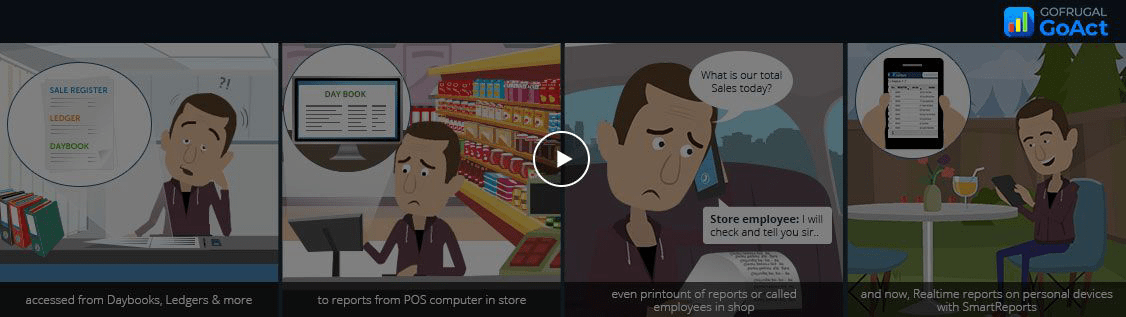 GOFRUGAL
GoAct
SALE REGISTER
LEDGER
DAYBOOK
?!
accessed from Daybooks, Ledgers & more
DAY BOOK
to reports from POS computer in store
What is our total
Sales today?
Store employee: I will
check and tell you sir..
even printount of reports or called
employees in shop
and now, Realtime reports on personal devices
with SmartReports